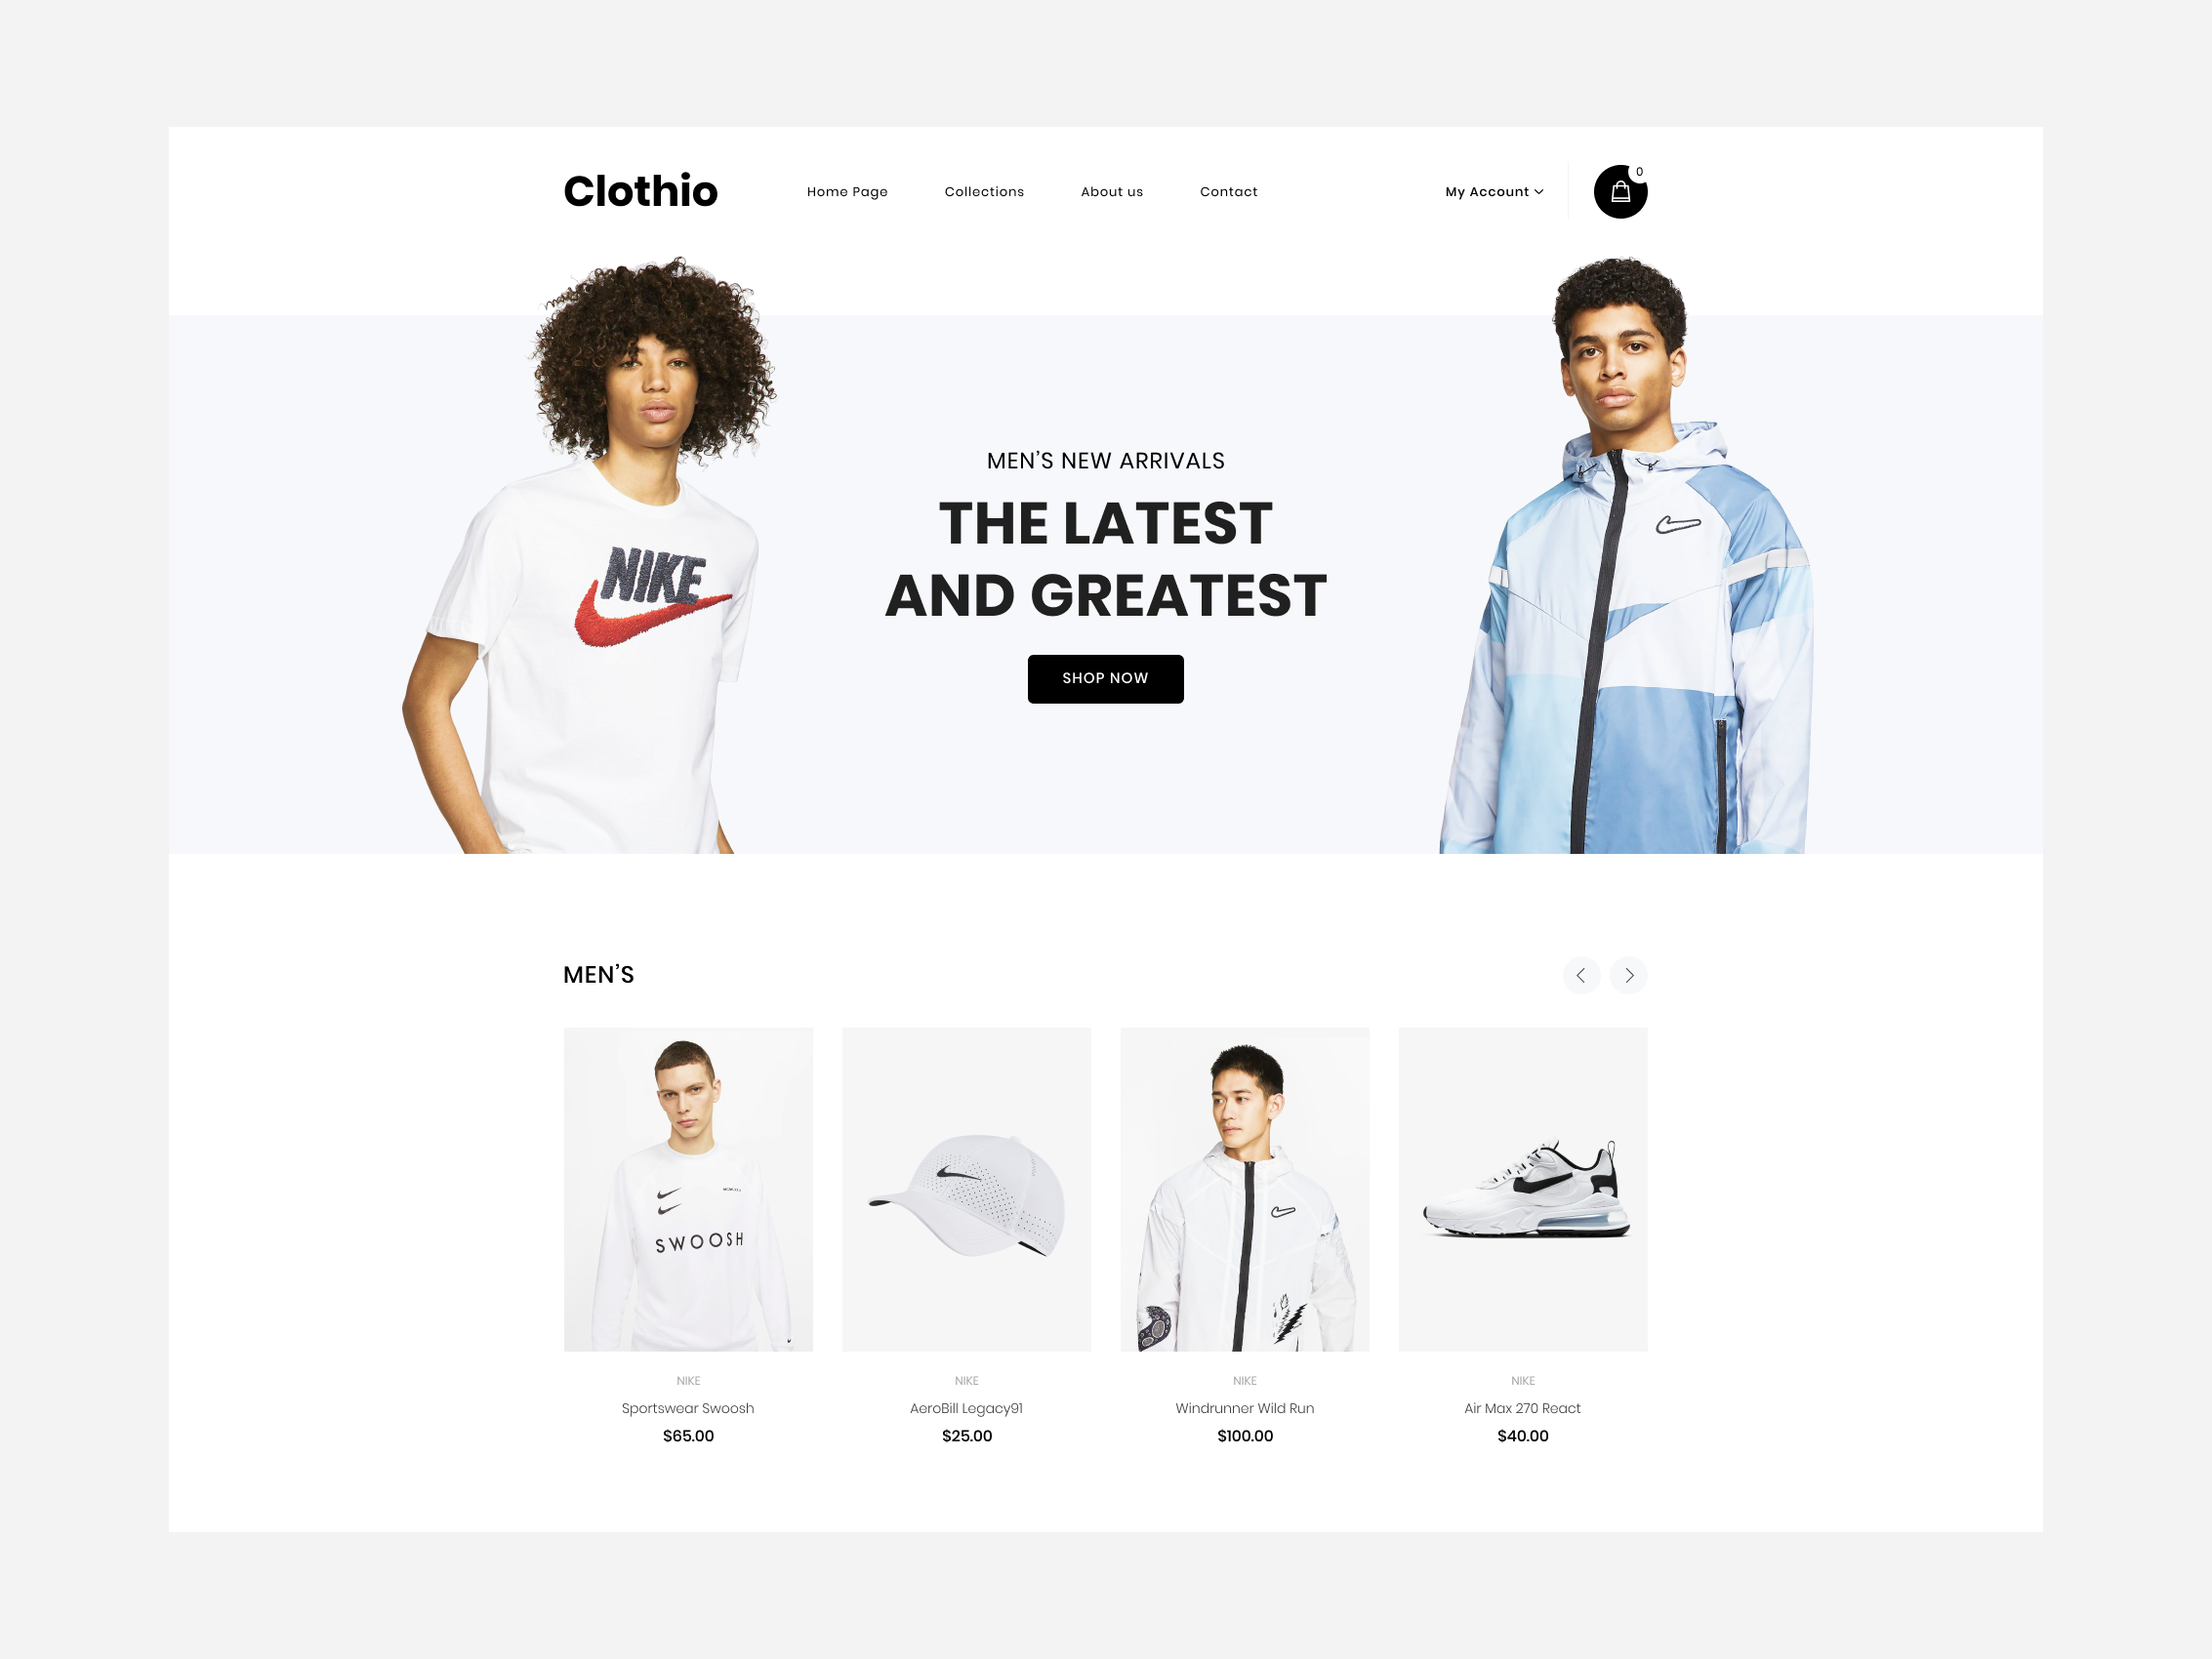 Clothio
Home Page
Collections
About us
Contact
My Account
0
MEN'S NEW ARRIVALS
THE LATEST
AND GREATEST
SHOP NOW
NIKE
MEN'S
SWOOSH
NIKE
Sportswear Swoosh
$65.00
NIKE
AeroBill Legacy91
$25.00
NIKE
Windrunner Wild Run
$100.00
NIKE
Air Max 270 React
$40.00